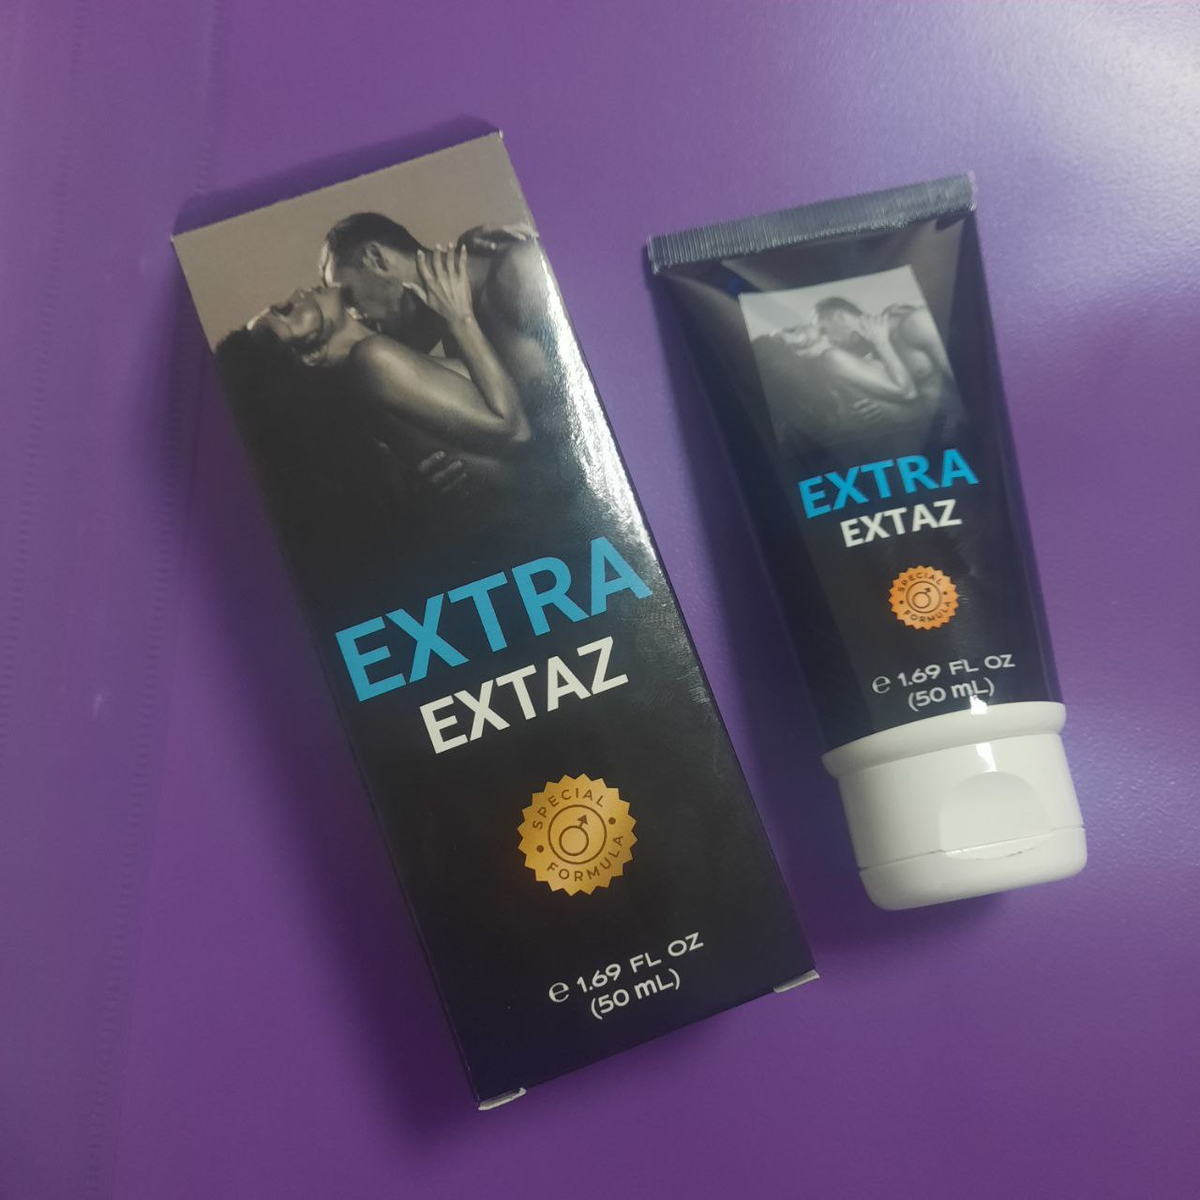 EXTRA
EXTAZ
SPECIAL
FORMULA
℮ 1.69 FL OZ
(50 mL)
EXTRA
EXTAZ
SPECIAL
FORMULA
℮ 1.69 FL OZ
(50 mL)